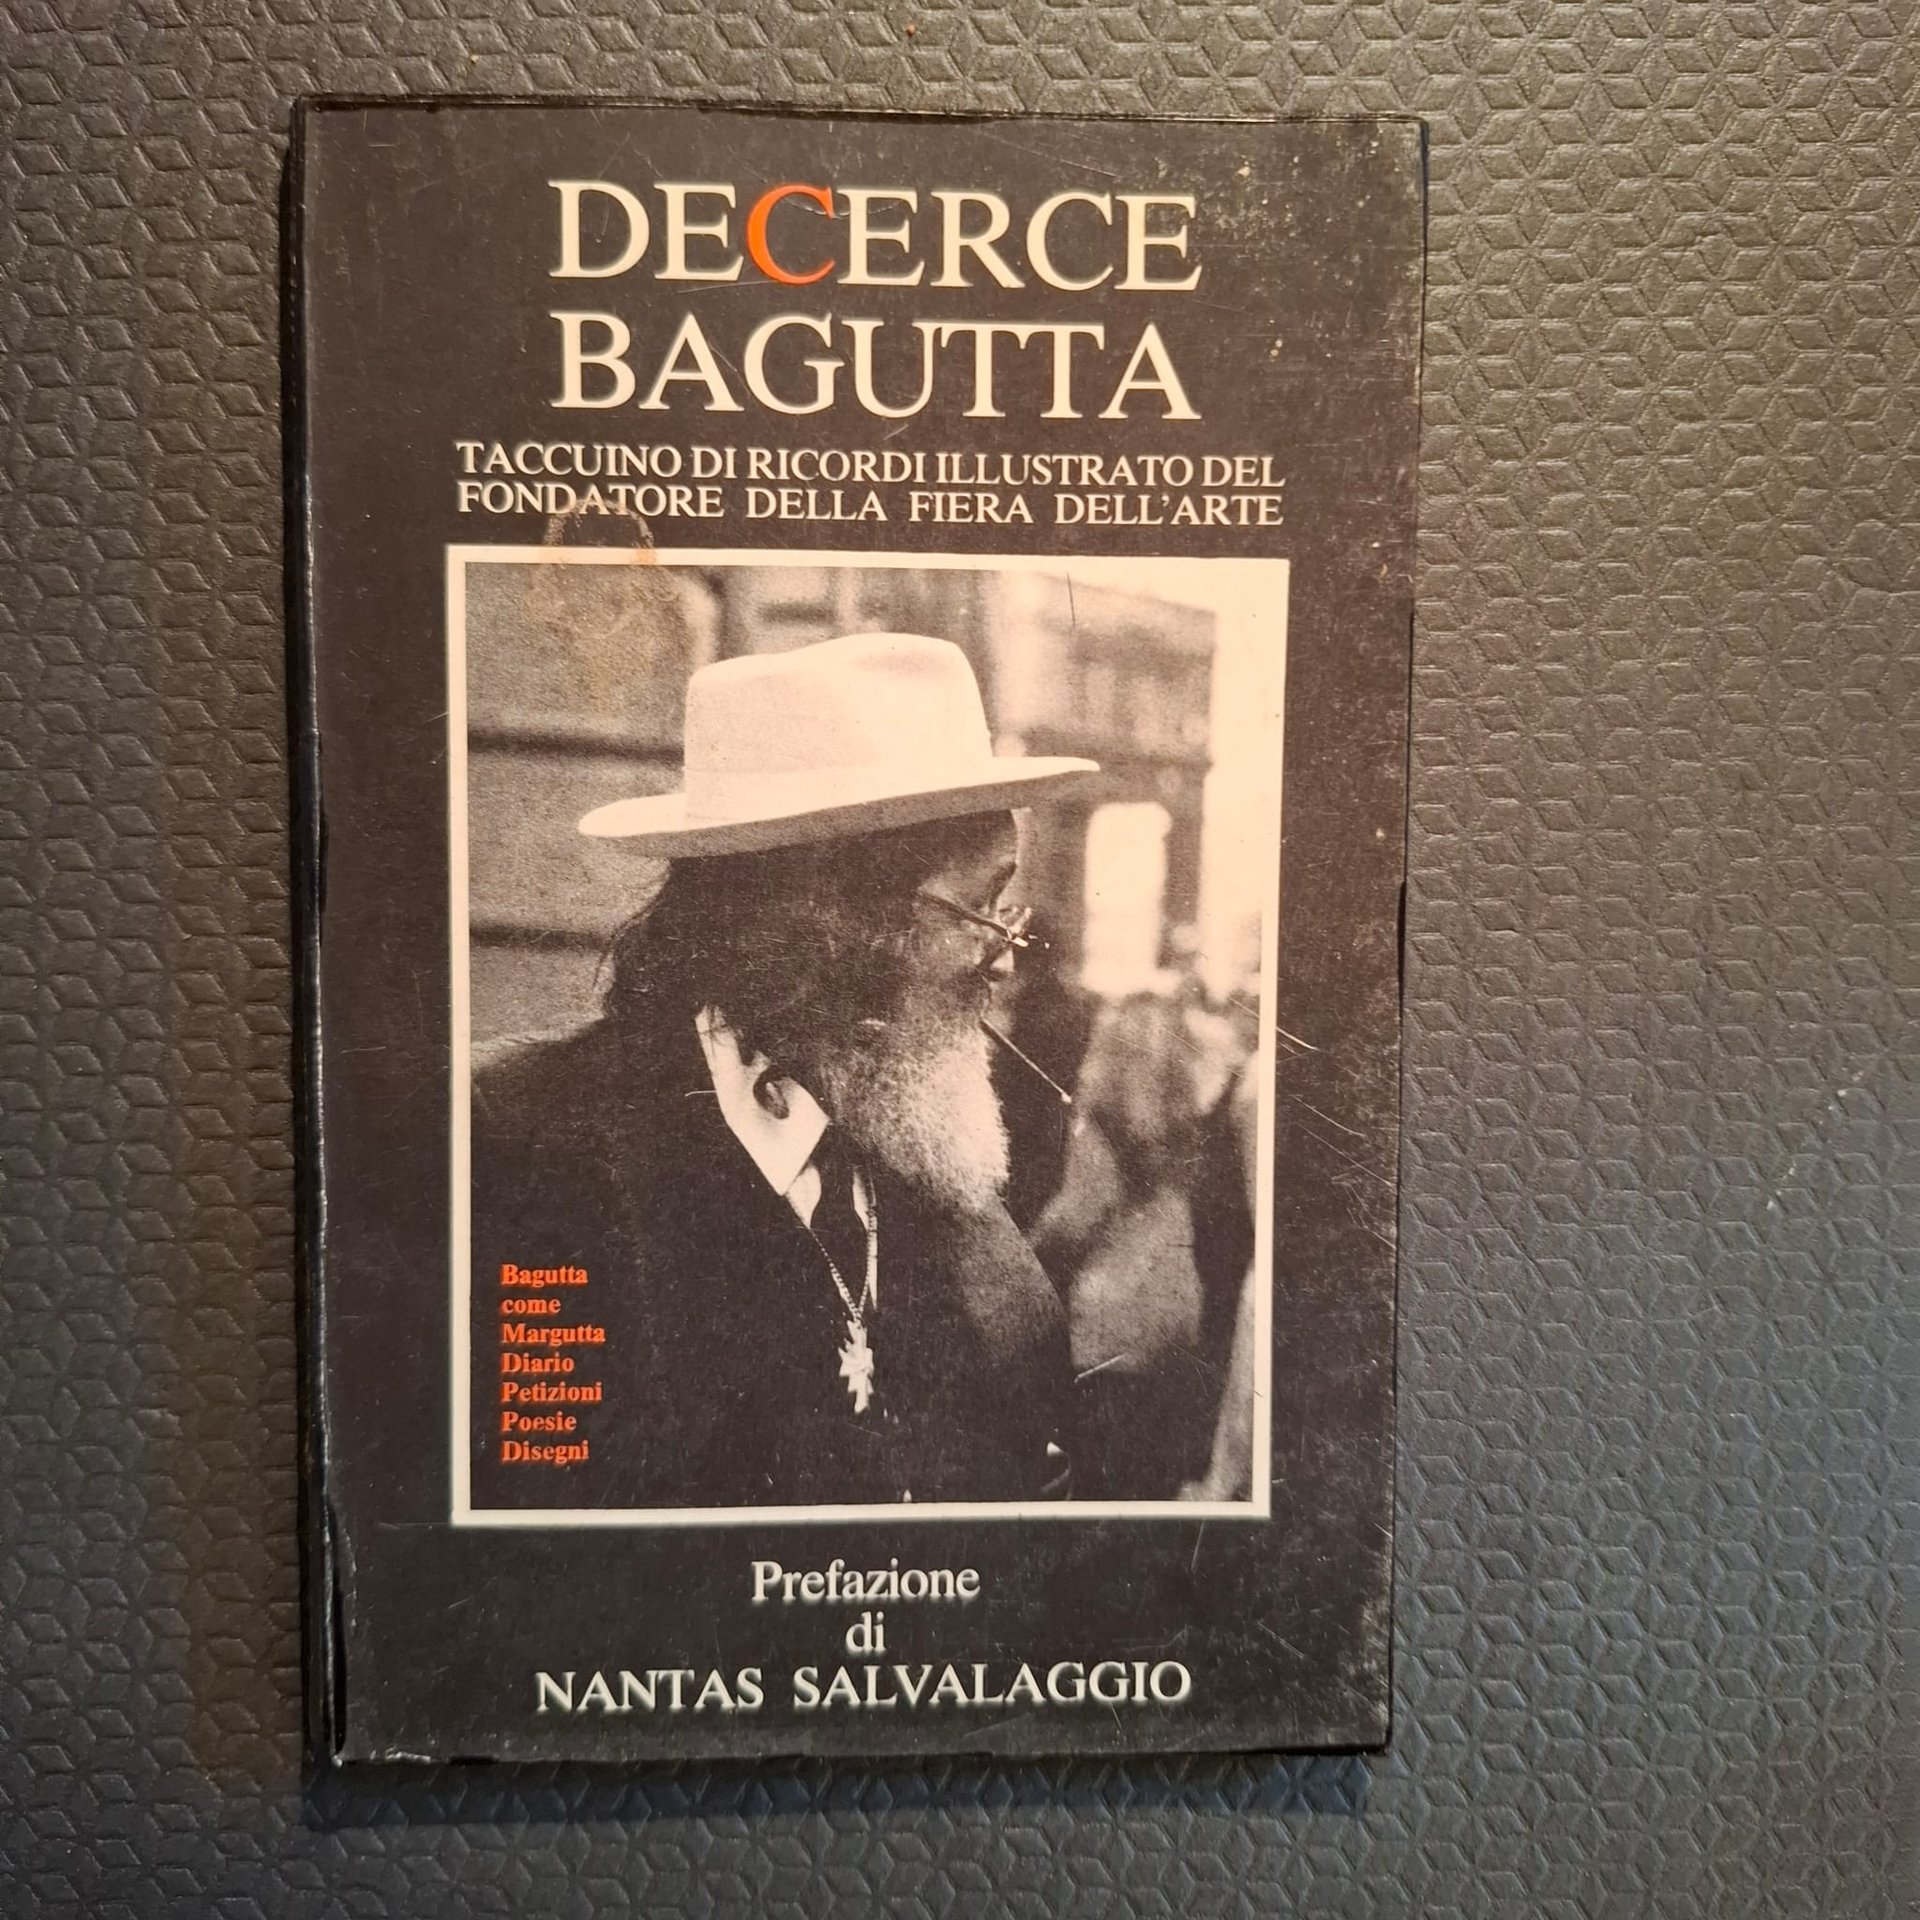 DECERCE
BAGUTTA
TACCUINO DI RICORDI ILLUSTRATO DEL
FONDATORE DELLA FIERA DELL'ARTE
Bagutta
come
Margutta
Diario
Petizioni
Poesie
Disegni
Prefazione
di
NANTAS SALVALAGGIO